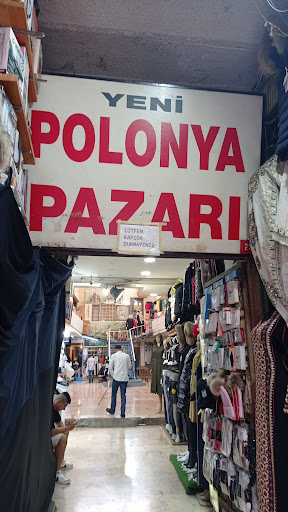 YENİ
POLONYA
PAZARI
LÜTFEN
KAPIDA
DURMAYINIZ